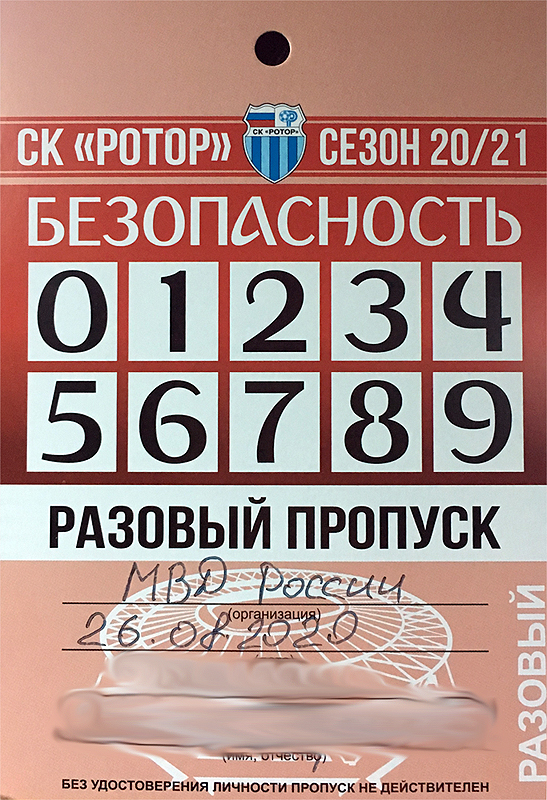 СК «РОТОР» СК «РОТОР» СЕЗОН 20/21
БЕЗОПАСНОСТЬ
0 1 2 3 4
5 6 7 8 9
РАЗОВЫЙ ПРОПУСК
МВД России
(организация)
26.08.2020
(имя, отчество)
РАЗОВЫЙ
БЕЗ УДОСТОВЕРЕНИЯ ЛИЧНОСТИ ПРОПУСК НЕ ДЕЙСТВИТЕЛЕН